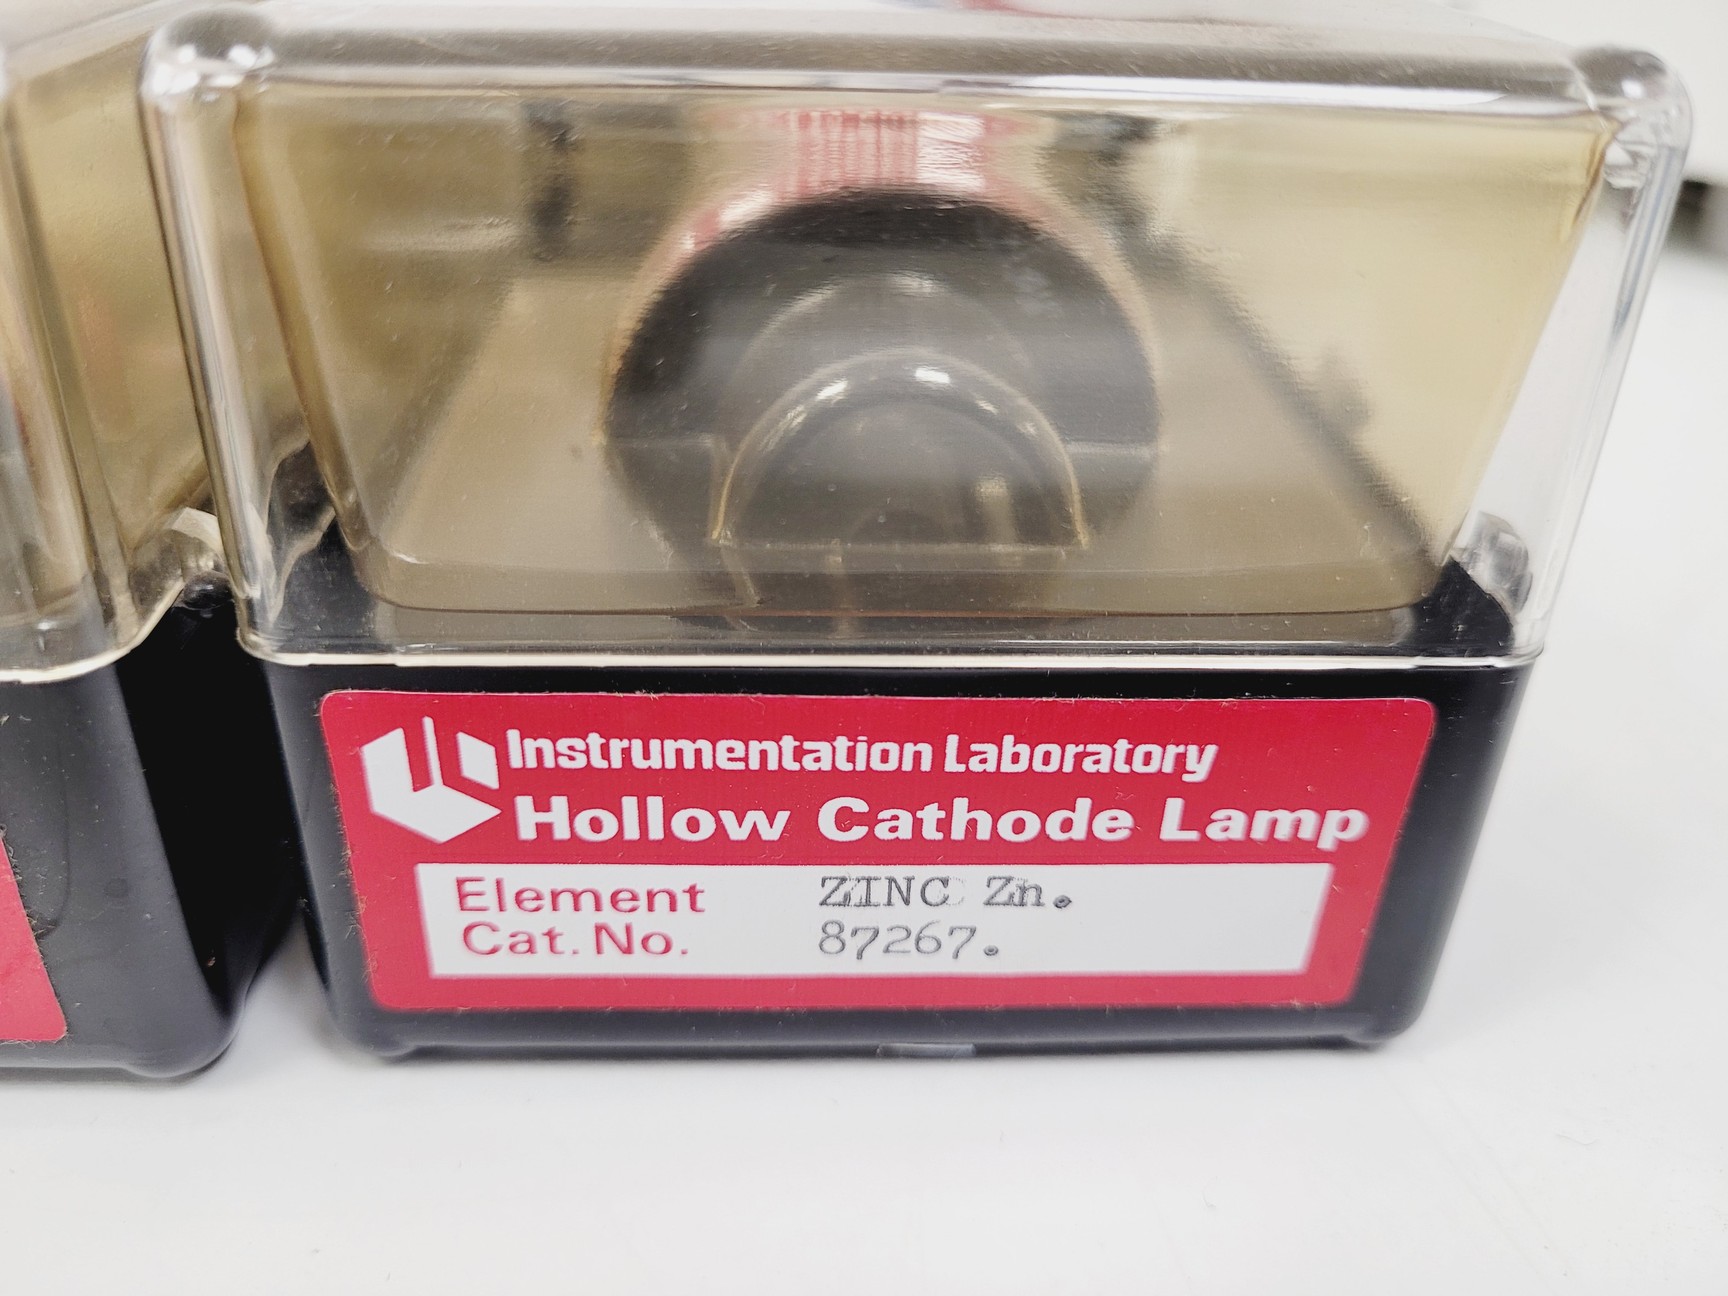 Instrumentation Laboratory
Hollow Cathode Lamp
Element ZINC Zn.
Cat. No. 87267.